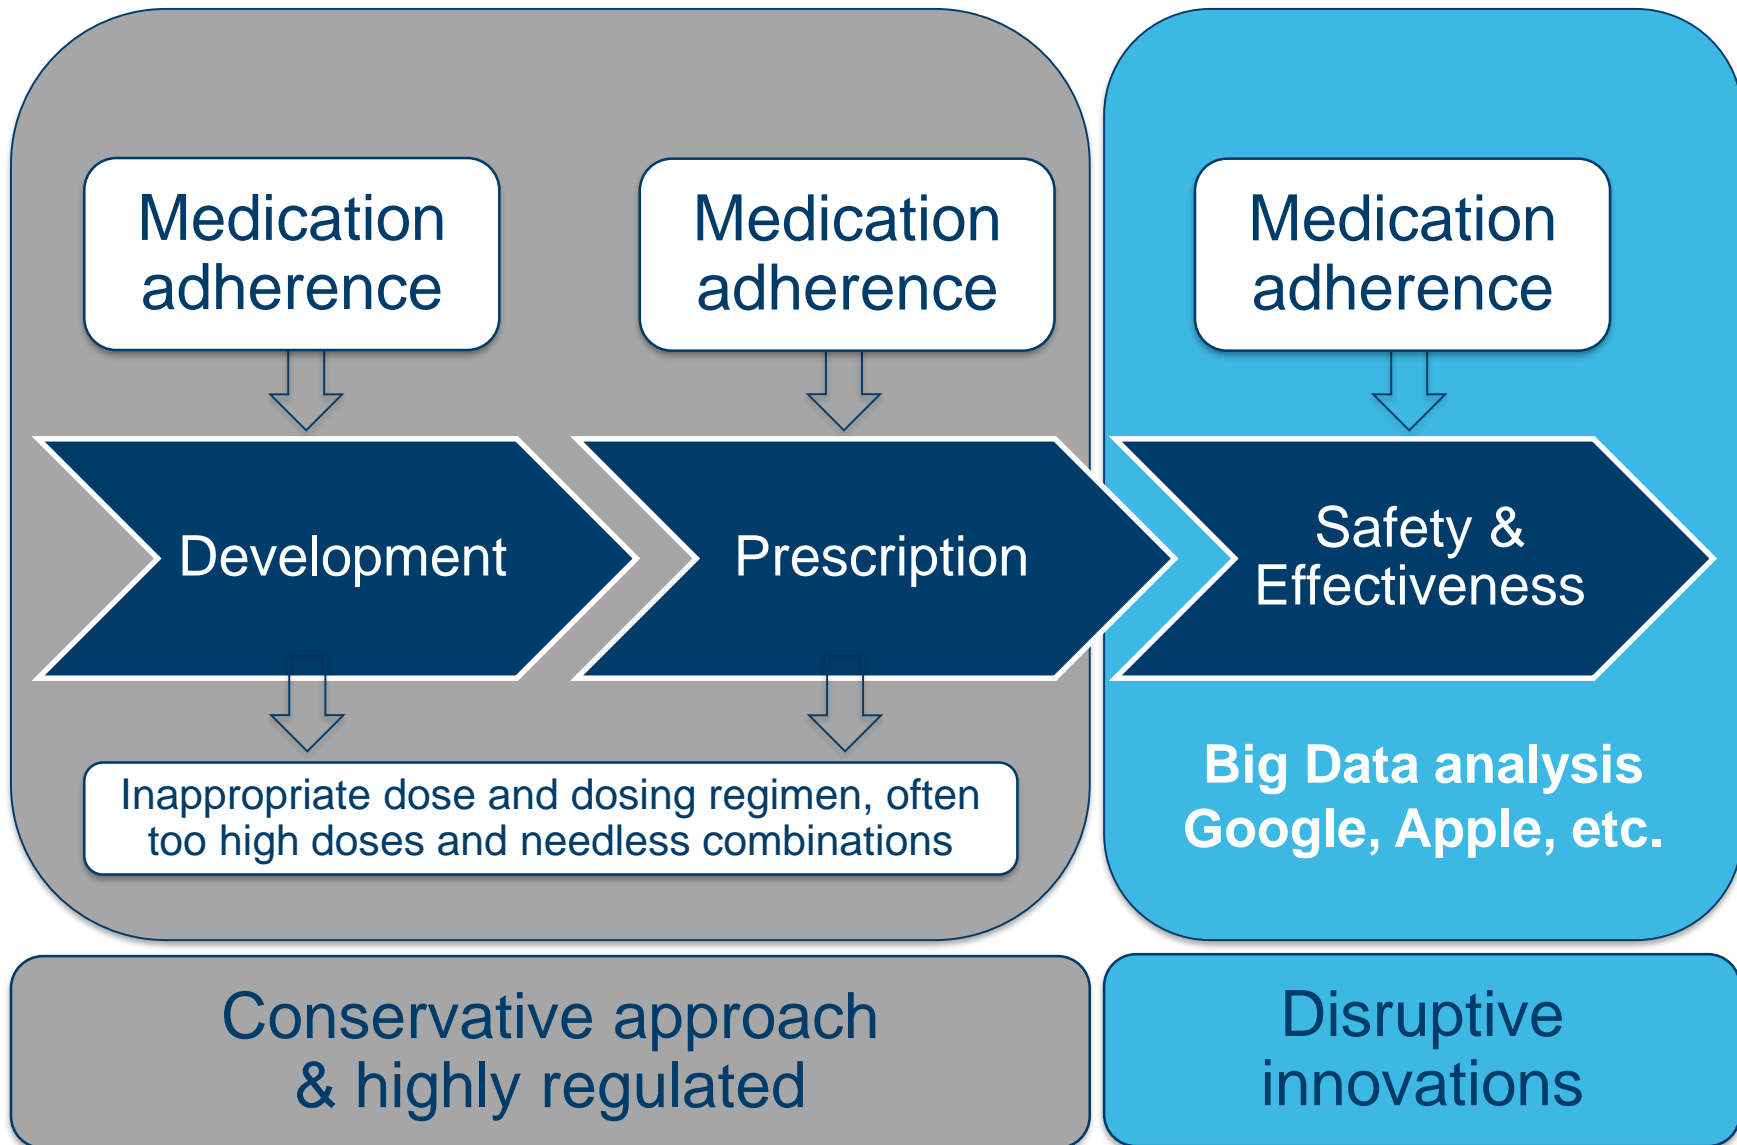 Medication
adherence
Medication
adherence
Medication
adherence
Development
Prescription
Safety &
Effectiveness
Inappropriate dose and dosing regimen, often
too high doses and needless combinations
Big Data analysis
Google, Apple, etc.
Conservative approach
& highly regulated
Disruptive
innovations